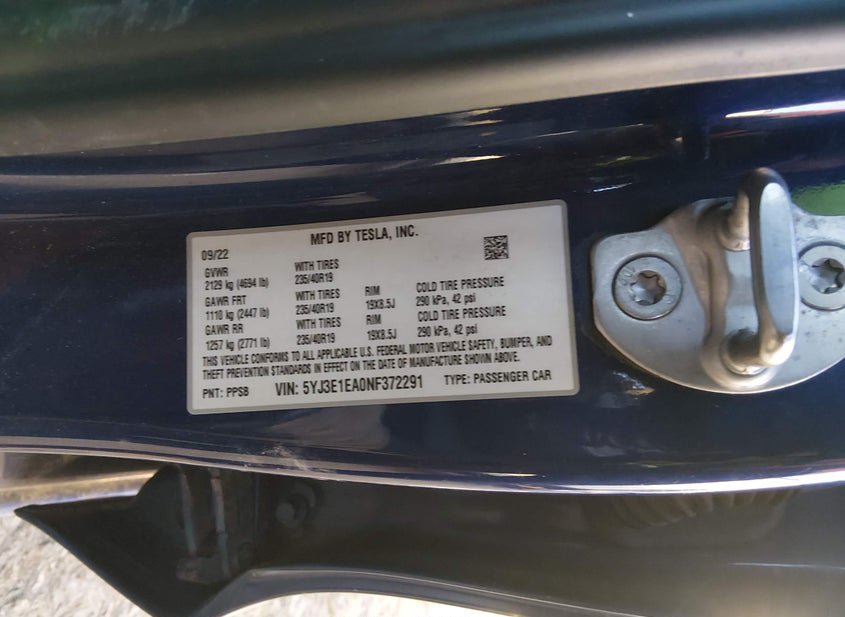 MFD BY TESLA, INC.
09/22
GVWR WITH TIRES
2129 kg (4694 lb) 235/40R19
GAWR FRT WITH TIRES RIM COLD TIRE PRESSURE
1110 kg (2447 lb) 235/40R19 19X8.5J 290 kPa, 42 psi
GAWR RR WITH TIRES RIM COLD TIRE PRESSURE
1257 kg (2771 lb) 235/40R19 19X8.5J 290 kPa, 42 psi
THIS VEHICLE CONFORMS TO ALL APPLICABLE U.S. FEDERAL MOTOR VEHICLE SAFETY, BUMPER, AND
THEFT PREVENTION STANDARDS IN EFFECT ON THE DATE OF MANUFACTURE SHOWN ABOVE.
PNT: PPSB VIN: 5YJ3E1EA0NF372291 TYPE: PASSENGER CAR